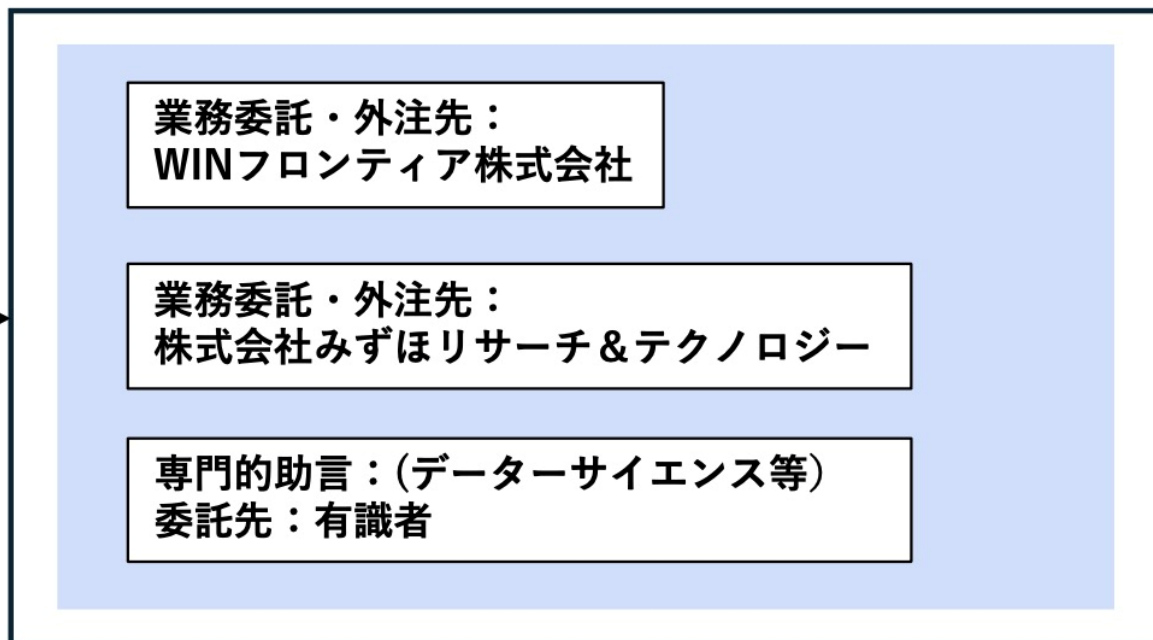 業務委託・外注先：
WINフロンティア株式会社
業務委託・外注先：
株式会社みずほリサーチ＆テクノロジー
専門的助言：(データーサイエンス等）
委託先：有識者